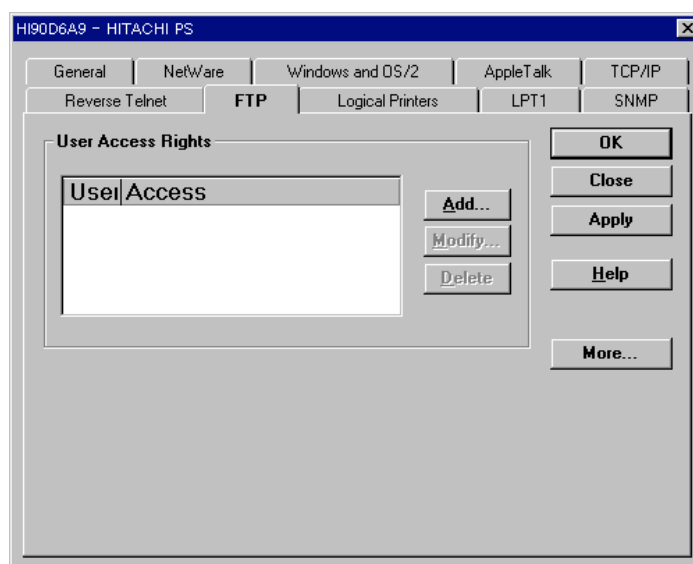 HI90D6A9 - HITACHI PS
General NetWare Windows and OS/2 AppleTalk TCP/IP
Reverse Telnet FTP Logical Printers LPT1 SNMP
User Access Rights
User Access
Add...
Modify...
Delete
OK
Close
Apply
Help
More...